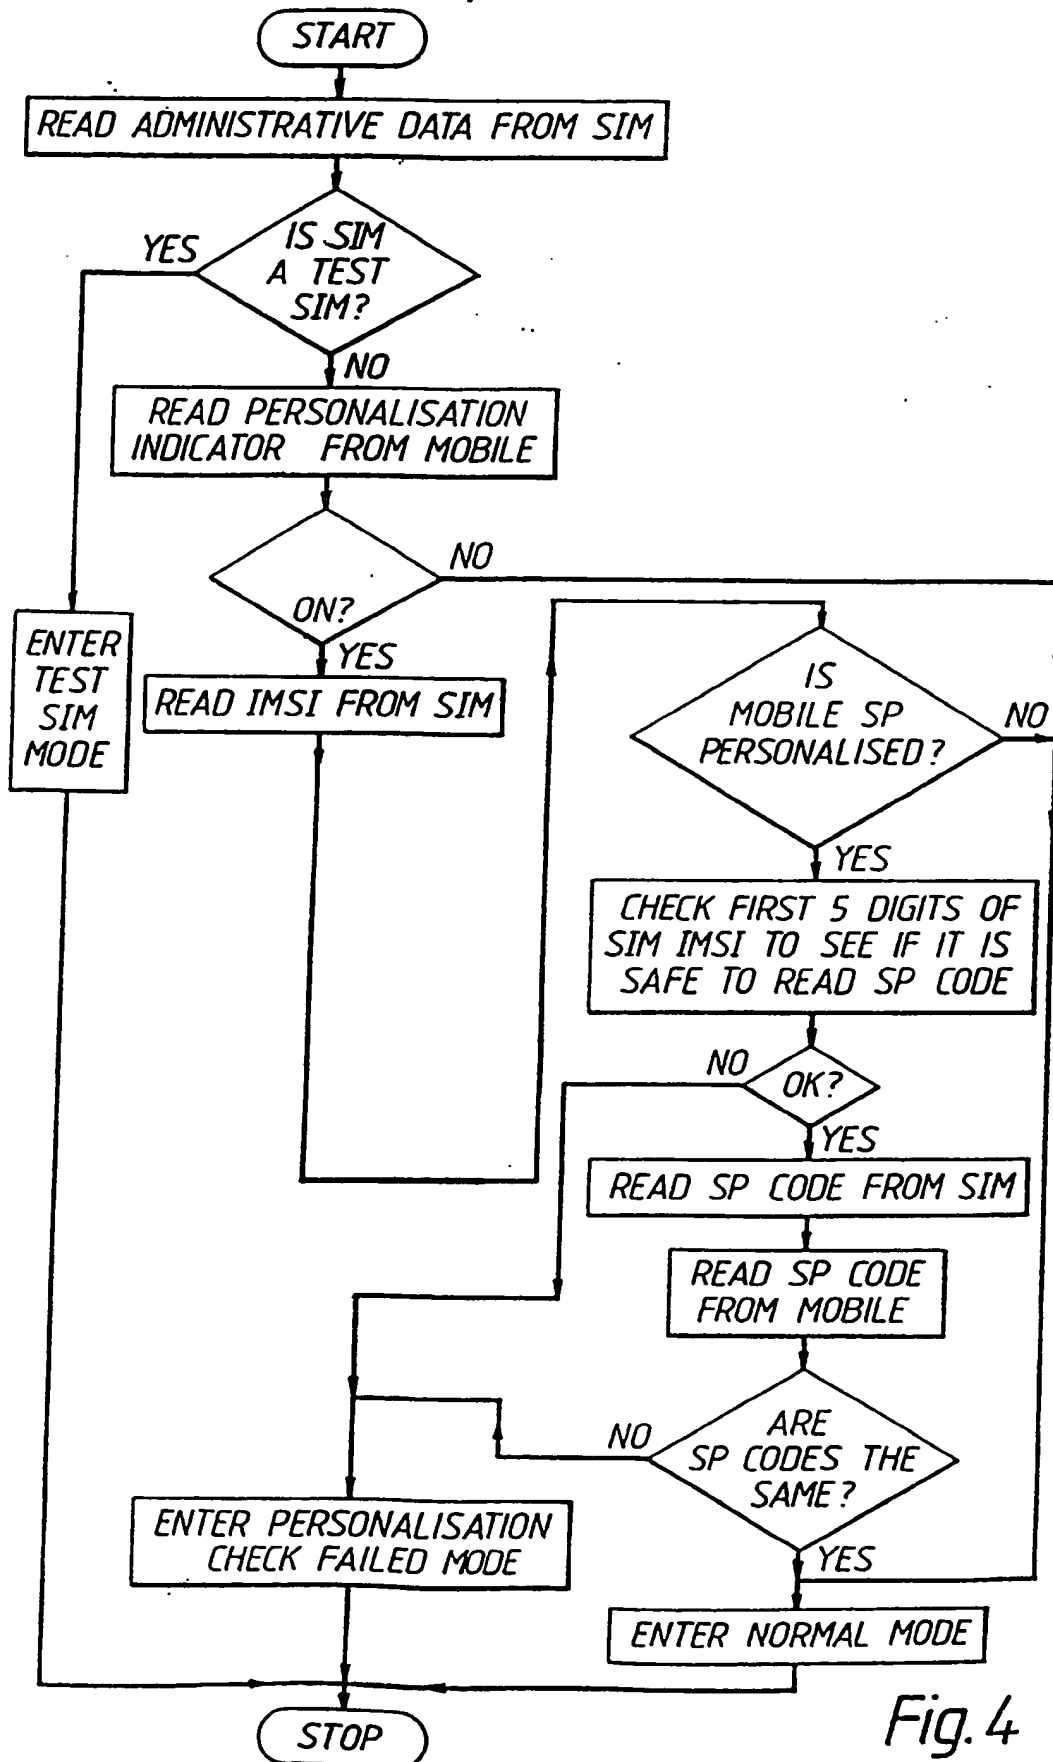 START
READ ADMINISTRATIVE DATA FROM SIM
IS SIM
A TEST
SIM?
YES
NO
READ PERSONALISATION
INDICATOR FROM MOBILE
ON?
NO
YES
READ IMSI FROM SIM
ENTER
TEST
SIM
MODE
IS
MOBILE SP
PERSONALISED?
NO
YES
CHECK FIRST 5 DIGITS OF
SIM IMSI TO SEE IF IT IS
SAFE TO READ SP CODE
OK?
NO
YES
READ SP CODE FROM SIM
READ SP CODE
FROM MOBILE
ARE
SP CODES THE
SAME?
NO
YES
ENTER PERSONALISATION
CHECK FAILED MODE
ENTER NORMAL MODE
STOP
Fig. 4